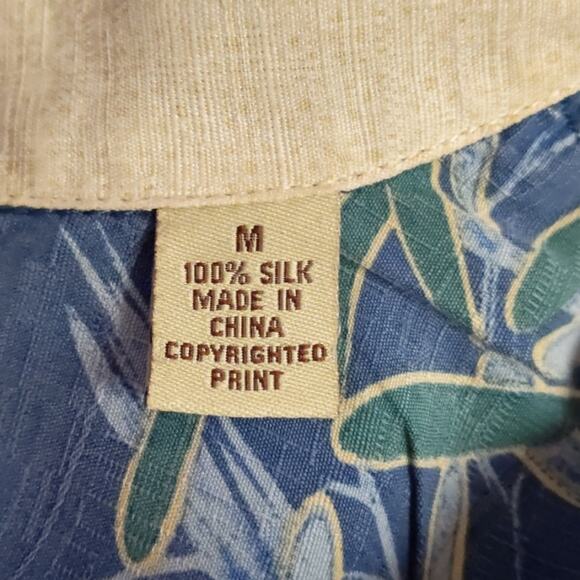 M
100% SILK
MADE IN
CHINA
COPYRIGHTED
PRINT